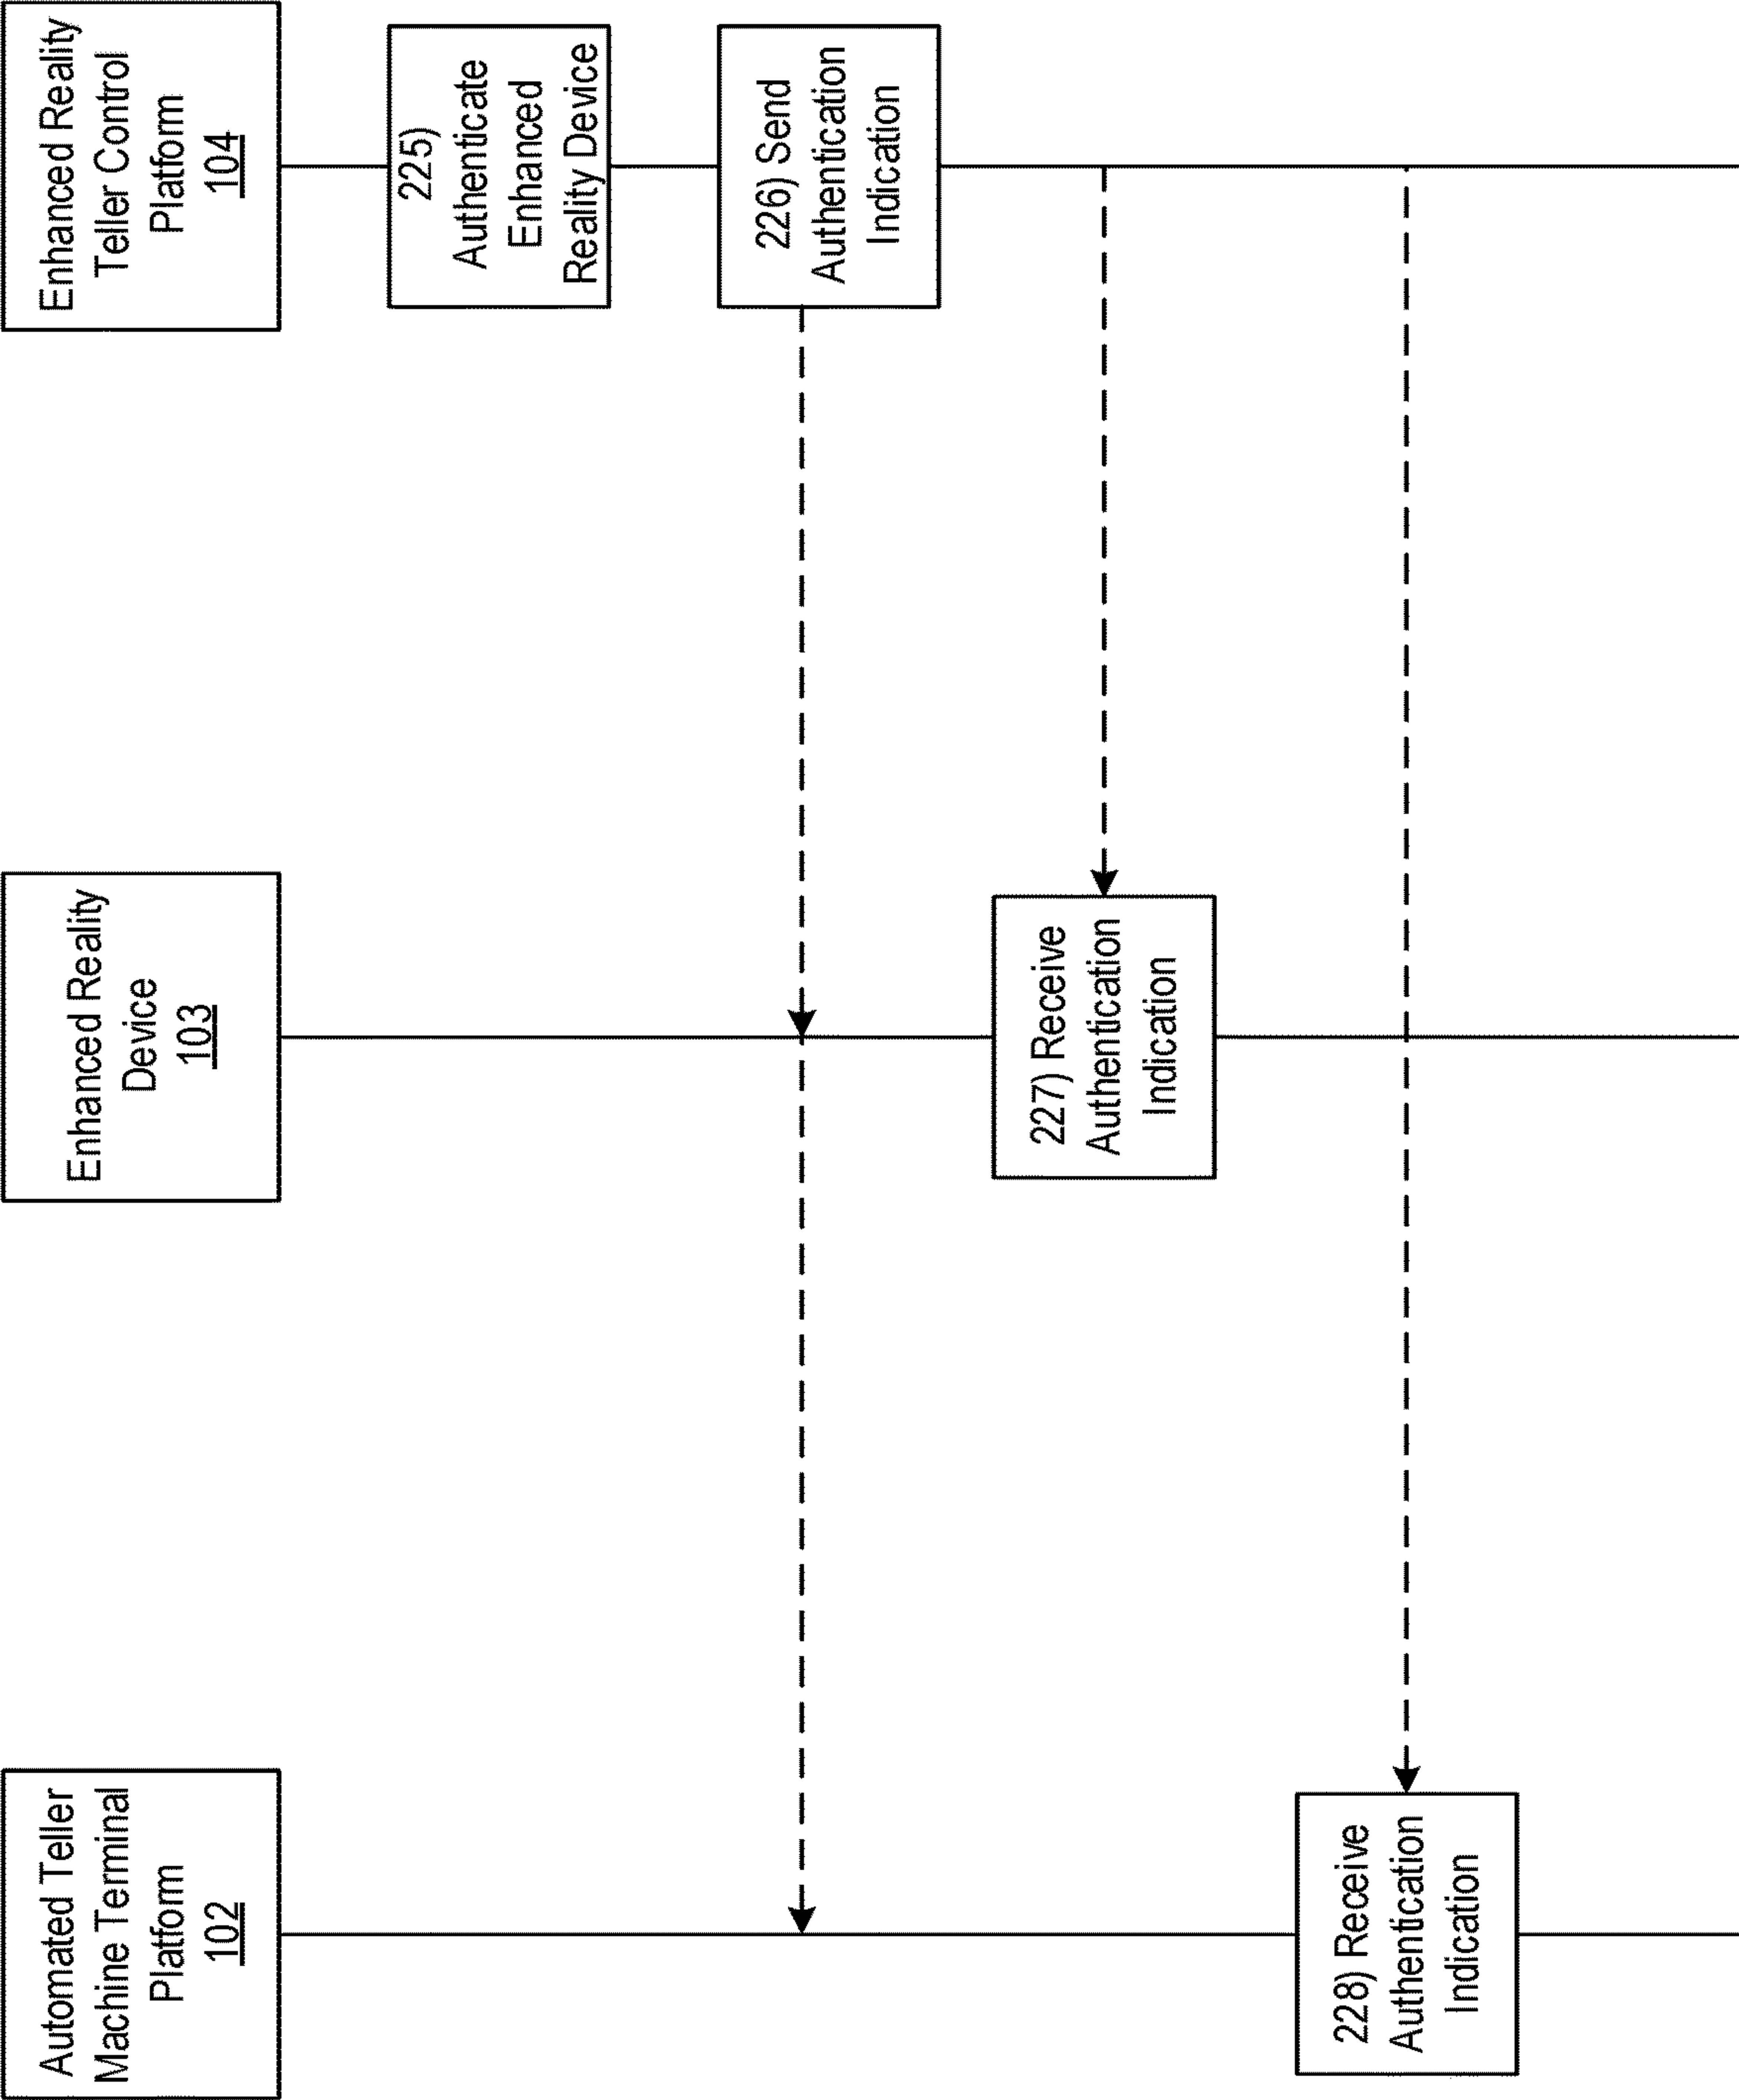 Automated Teller
Machine Terminal
Platform
102
Enhanced Reality
Device
103
Enhanced Reality
Teller Control
Platform
104
225)
Authenticate
Enhanced
Reality Device
226) Send
Authentication
Indication
227) Receive
Authentication
Indication
228) Receive
Authentication
Indication